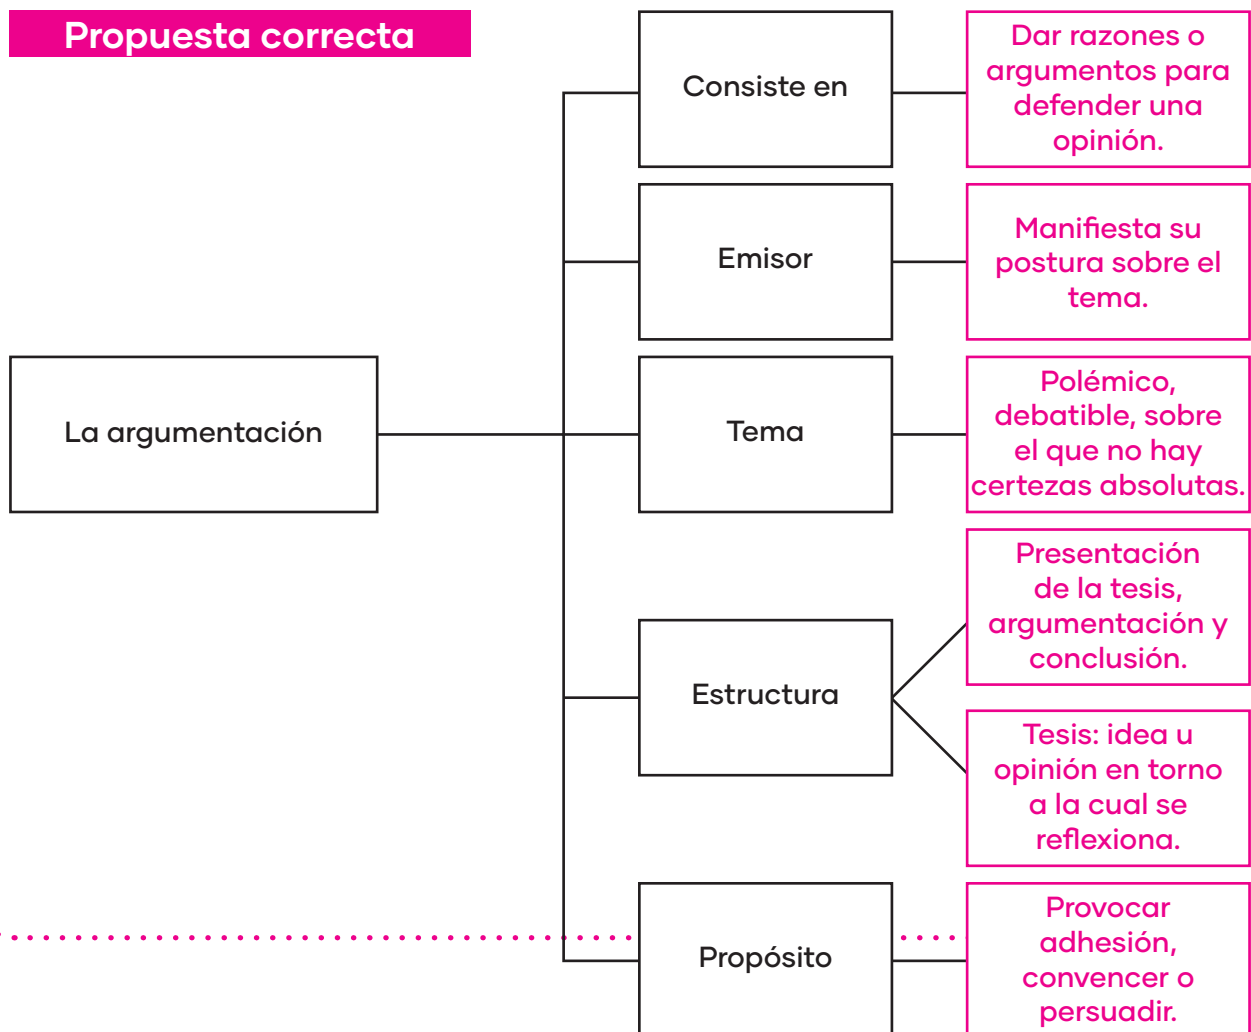 Propuesta correcta
La argumentación
Consiste en
Dar razones o
argumentos para
defender una
opinión.
Emisor
Manifiesta su
postura sobre el
tema.
Tema
Polémico,
debatible, sobre
el que no hay
certezas absolutas.
Estructura
Presentación
de la tesis,
argumentación y
conclusión.
Tesis: idea u
opinión en torno
a la cual se
reflexiona.
Propósito
Provocar
adhesión,
convencer o
persuadir.